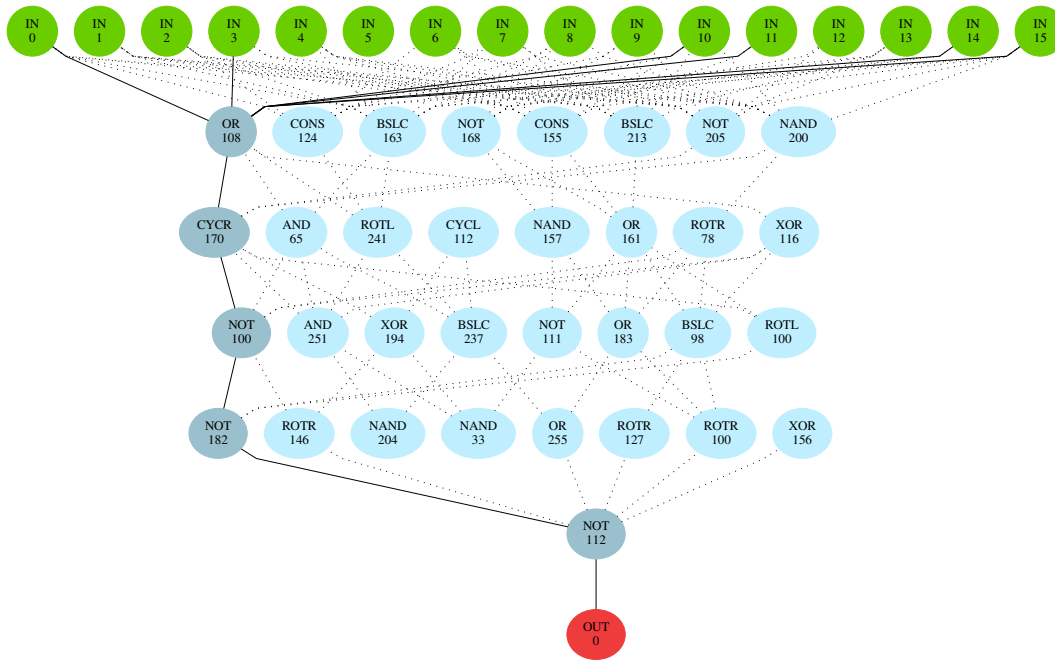 IN IN IN IN IN IN IN IN IN IN IN IN IN IN IN IN
0 1 2 3 4 5 6 7 8 9 10 11 12 13 14 15
OR CONS BSLC NOT CONS BSLC NOT NAND
108 124 163 168 155 213 205 200
CYCR AND ROTL CYCL NAND OR ROTR XOR
170 65 241 112 157 161 78 116
NOT AND XOR BSLC NOT OR BSLC ROTL
100 251 194 237 111 183 98 100
NOT ROTR NAND NAND OR ROTR ROTR XOR
182 146 204 33 255 127 100 156
NOT
112
OUT
0